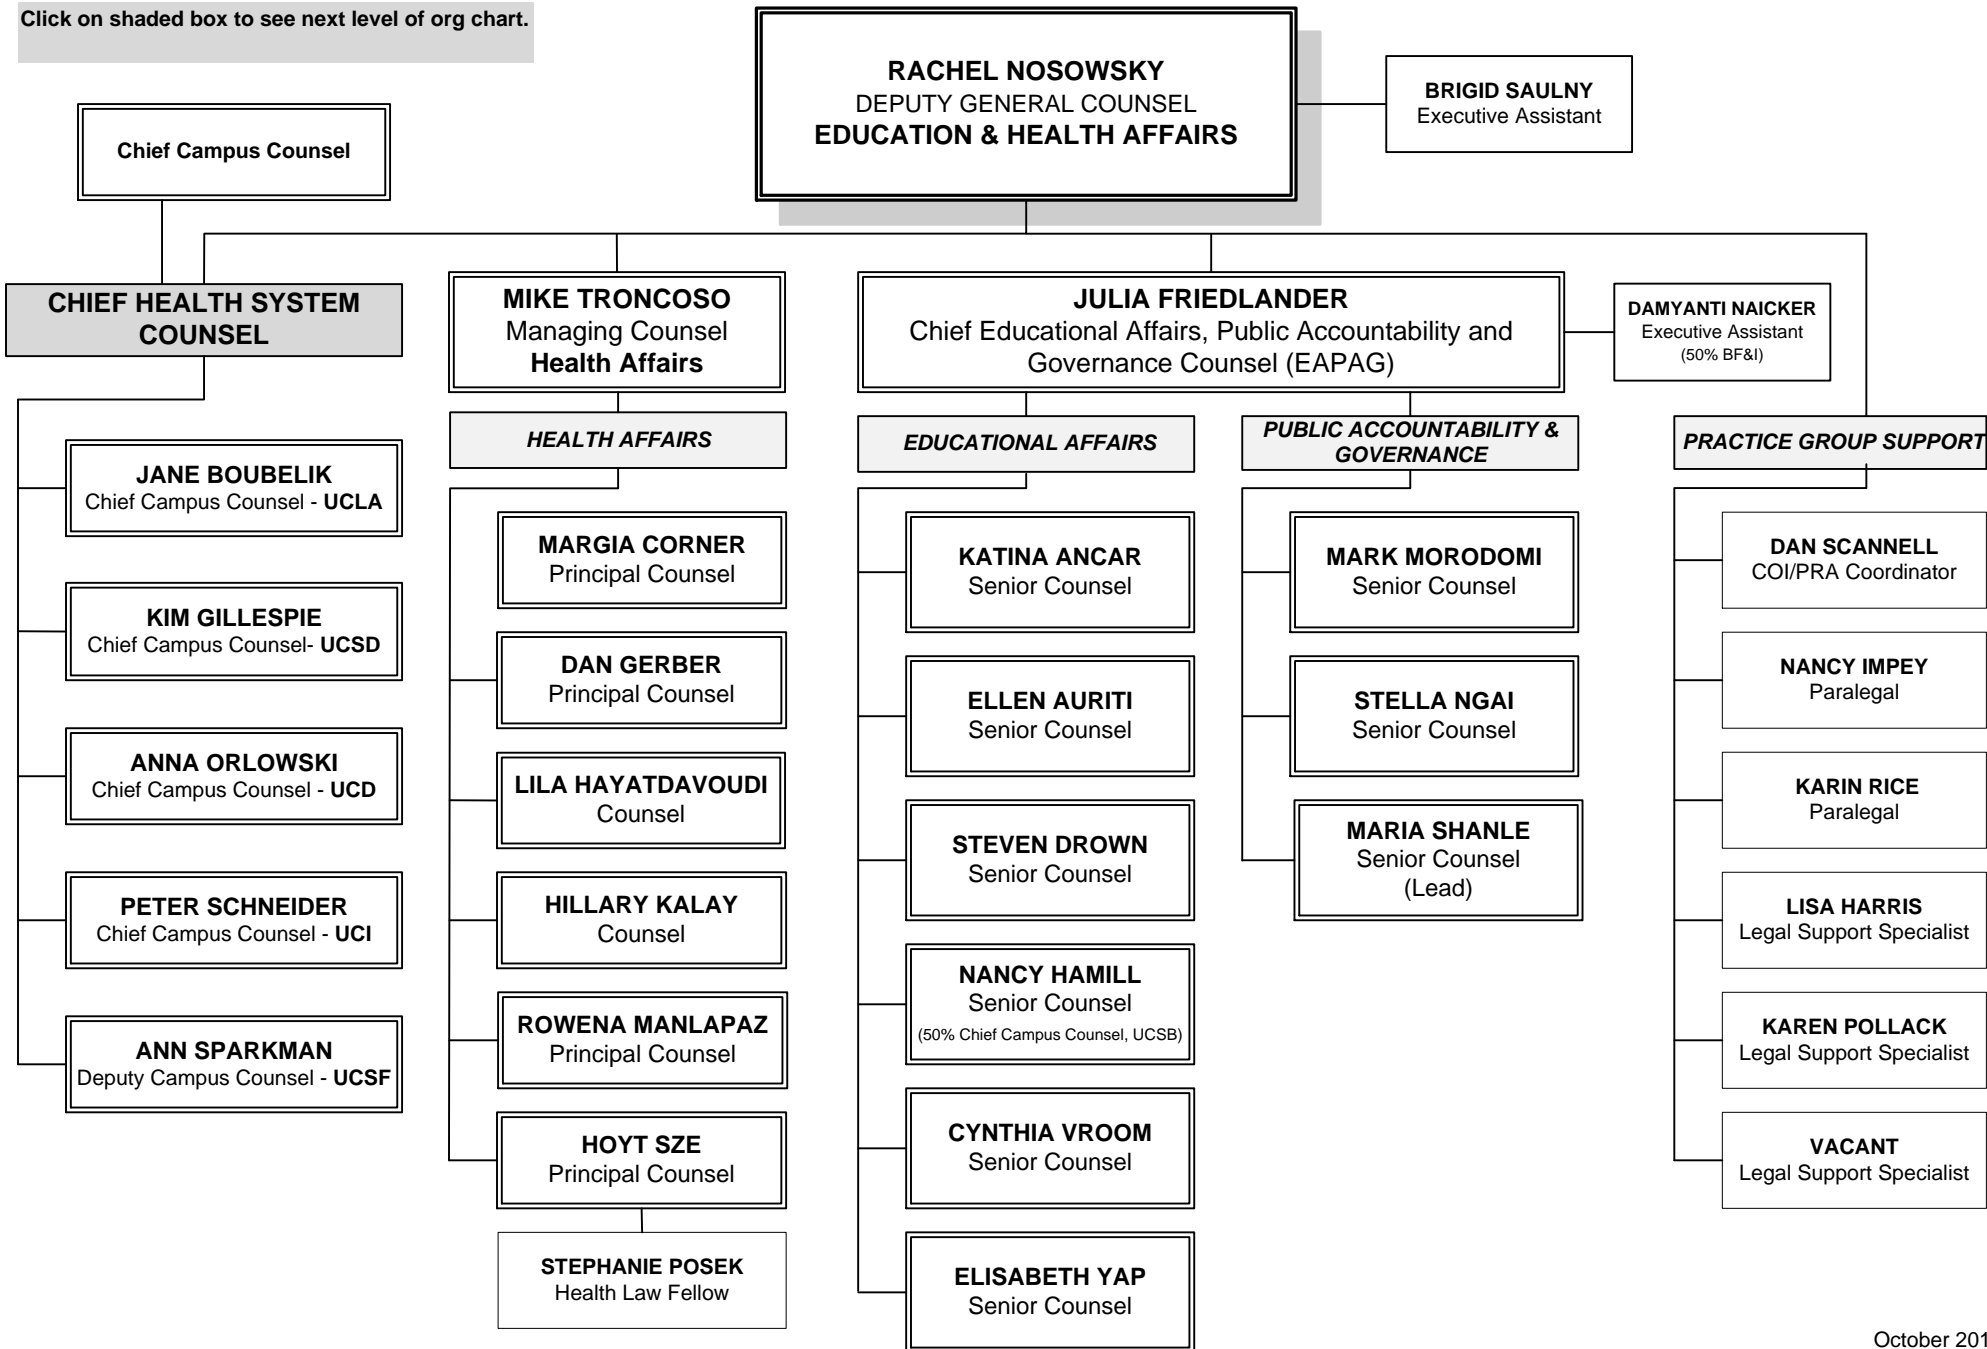 Click on shaded box to see next level of org chart.
RACHEL NOSOWSKY
DEPUTY GENERAL COUNSEL
EDUCATION & HEALTH AFFAIRS
BRIGID SAULNY
Executive Assistant
Chief Campus Counsel
CHIEF HEALTH SYSTEM
COUNSEL
JANE BOUBELIK
Chief Campus Counsel - UCLA
KIM GILLESPIE
Chief Campus Counsel- UCSD
ANNA ORLOWSKI
Chief Campus Counsel - UCD
PETER SCHNEIDER
Chief Campus Counsel - UCI
ANN SPARKMAN
Deputy Campus Counsel - UCSF
MIKE TRONCOSO
Managing Counsel
Health Affairs
HEALTH AFFAIRS
MARGIA CORNER
Principal Counsel
DAN GERBER
Principal Counsel
LILA HAYATDAVOUDI
Counsel
HILLARY KALAY
Counsel
ROWENA MANLAPAZ
Principal Counsel
HOYT SZE
Principal Counsel
STEPHANIE POSEK
Health Law Fellow
JULIA FRIEDLANDER
Chief Educational Affairs, Public Accountability and
Governance Counsel (EAPAG)
DAMYANTI NAICKER
Executive Assistant
(50% BF&I)
EDUCATIONAL AFFAIRS
KATINA ANCAR
Senior Counsel
ELLEN AURITI
Senior Counsel
STEVEN DROWN
Senior Counsel
NANCY HAMILL
Senior Counsel
(50% Chief Campus Counsel, UCSB)
CYNTHIA VROOM
Senior Counsel
ELISABETH YAP
Senior Counsel
PUBLIC ACCOUNTABILITY &
GOVERNANCE
MARK MORODOMI
Senior Counsel
STELLA NGAI
Senior Counsel
MARIA SHANLE
Senior Counsel
(Lead)
PRACTICE GROUP SUPPORT
DAN SCANNELL
COI/PRA Coordinator
NANCY IMPEY
Paralegal
KARIN RICE
Paralegal
LISA HARRIS
Legal Support Specialist
KAREN POLLACK
Legal Support Specialist
VACANT
Legal Support Specialist
October 201